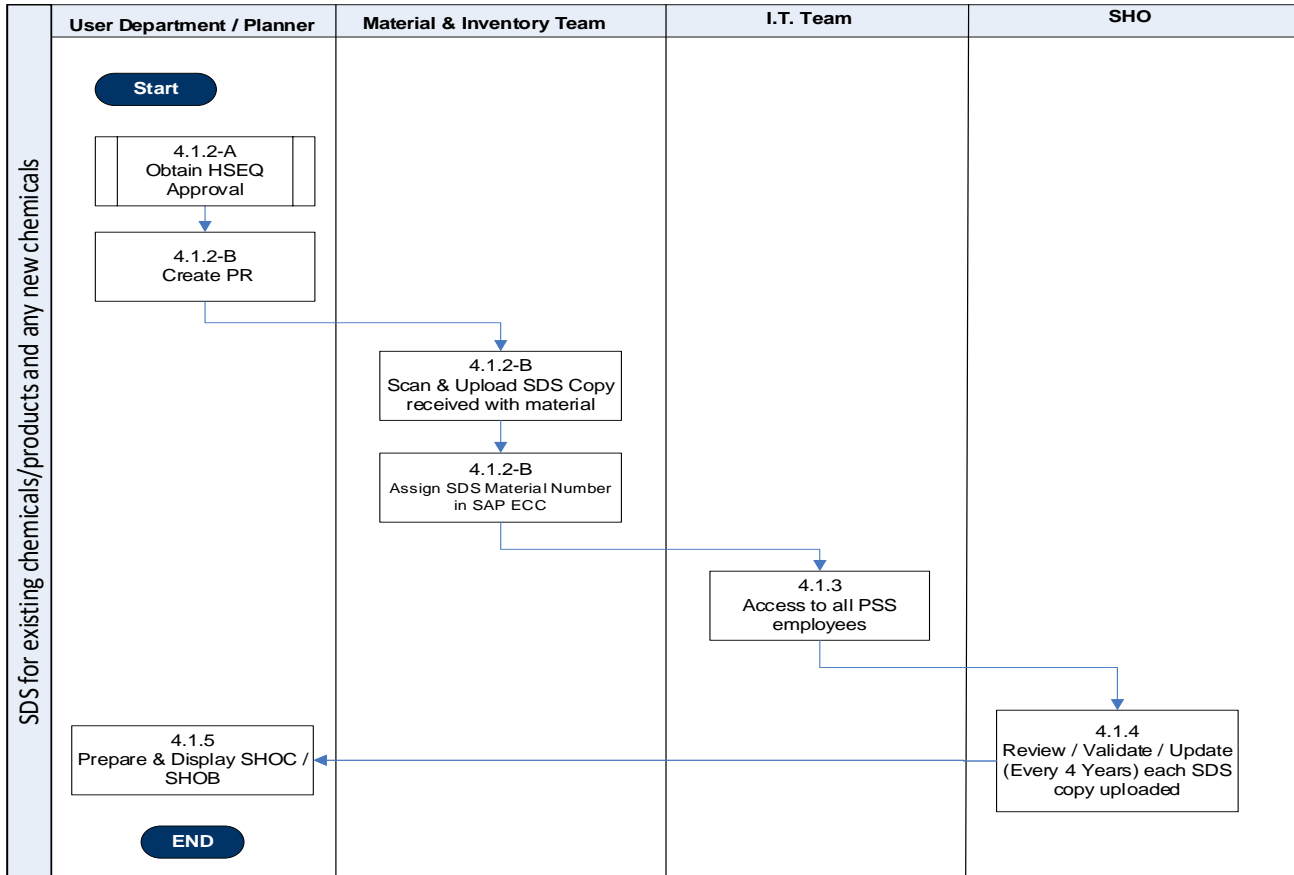 User Department / Planner
Material & Inventory Team
I.T. Team
SHO
SDS for existing chemicals/products and any new chemicals
Start
4.1.2-A
Obtain HSEQ
Approval
4.1.2-B
Create PR
4.1.2-B
Scan & Upload SDS Copy
received with material
4.1.2-B
Assign SDS Material Number
in SAP ECC
4.1.3
Access to all PSS
employees
4.1.4
Review / Validate / Update
(Every 4 Years) each SDS
copy uploaded
4.1.5
Prepare & Display SHOC /
SHOB
END